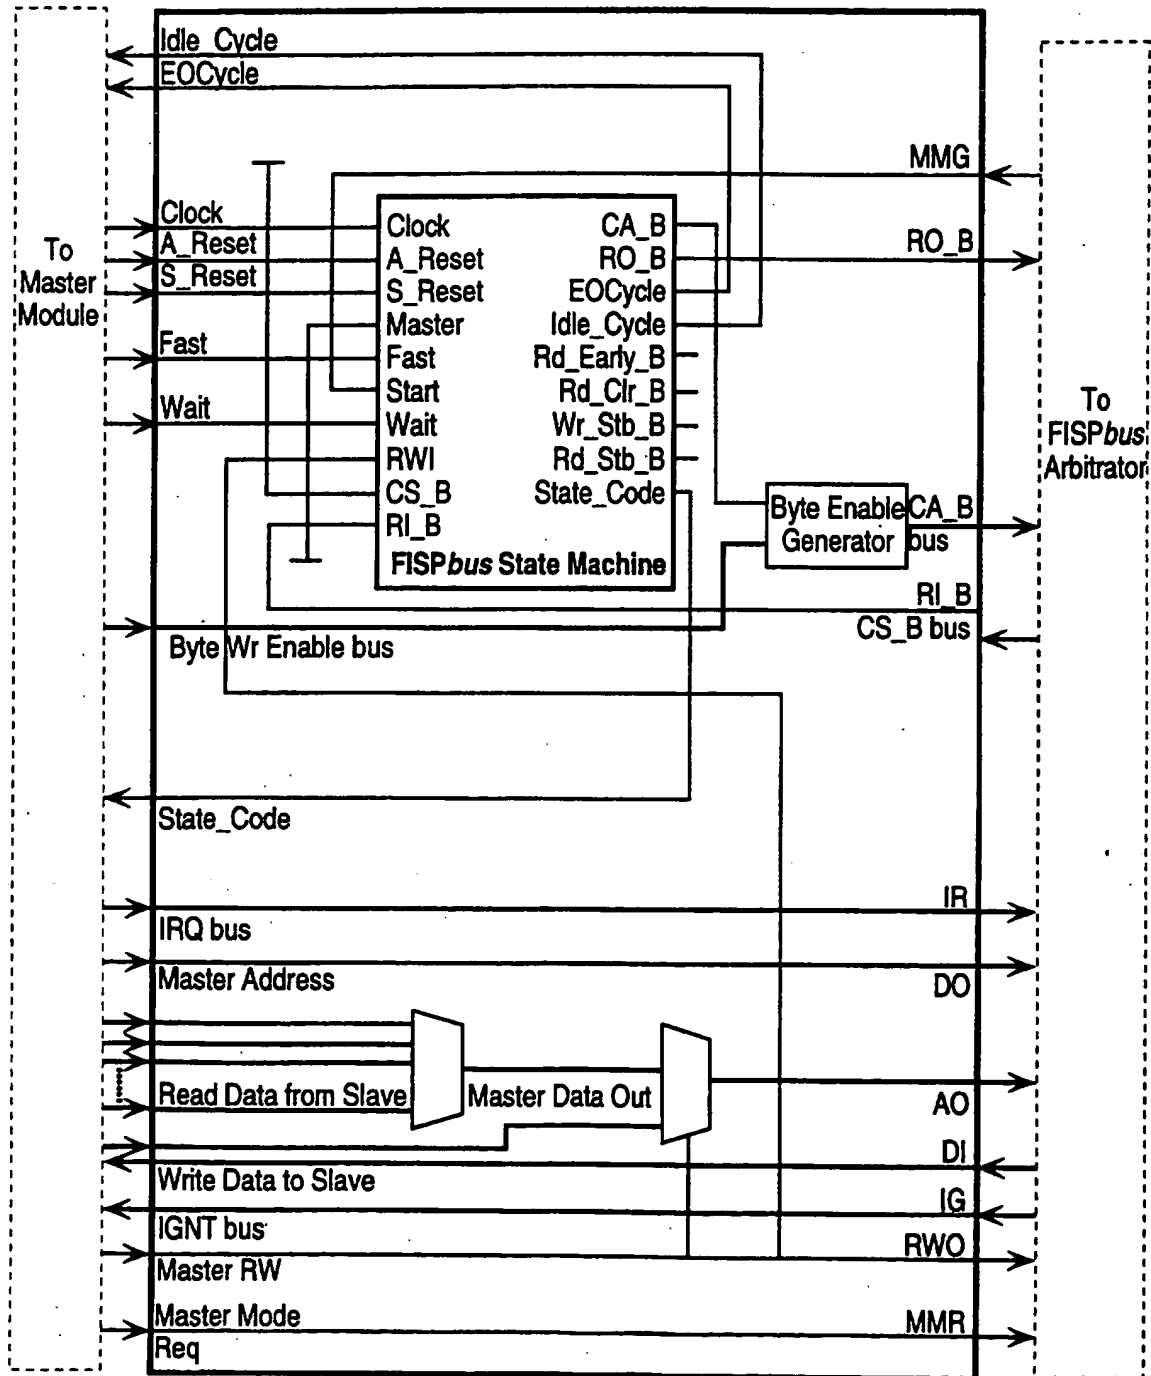 Idle_Cycle
EOCycle
MMG
Clock
A_Reset
S_Reset
Fast
Wait
To
Master
Module
Clock
A_Reset
S_Reset
Master
Fast
Start
Wait
RWI
CS_B
RI_B
CA_B
RO_B
EOCycle
Idle_Cycle
Rd_Early_B
Rd_Clr_B
Wr_Stb_B
Rd_Stb_B
State_Code
FISPbus State Machine
RO_B
To
FISPbus
Arbitrator
Byte Enable
Generator
CA_B
bus
RI_B
CS_B bus
Byte Wr Enable bus
State_Code
IR
IRQ bus
Master Address
DO
Read Data from Slave
Master Data Out
AO
DI
Write Data to Slave
IG
IGNT bus
RWO
Master RW
Master Mode
Req
MMR